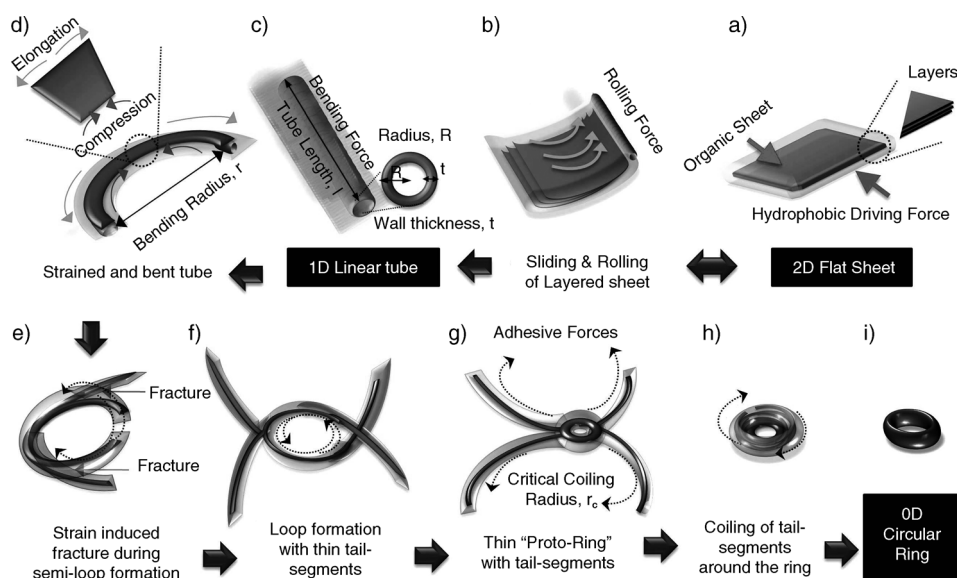 d)
c)
b)
a)
Elongation
Compression
Bending Radius, r
Bending Force
Tube Length, l
Radius, R
R
t
Wall thickness, t
Rolling Force
Layers
Organic Sheet
Hydrophobic Driving Force
Strained and bent tube
1D Linear tube
Sliding & Rolling
of Layered sheet
2D Flat Sheet
e)
f)
g)
h)
i)
Fracture
Fracture
Adhesive Forces
Critical Coiling
Radius, rc
Strain induced
fracture during
semi-loop formation
Loop formation
with thin tail-
segments
Thin “Proto-Ring”
with tail-segments
Coiling of tail-
segments
around the ring
0D
Circular
Ring